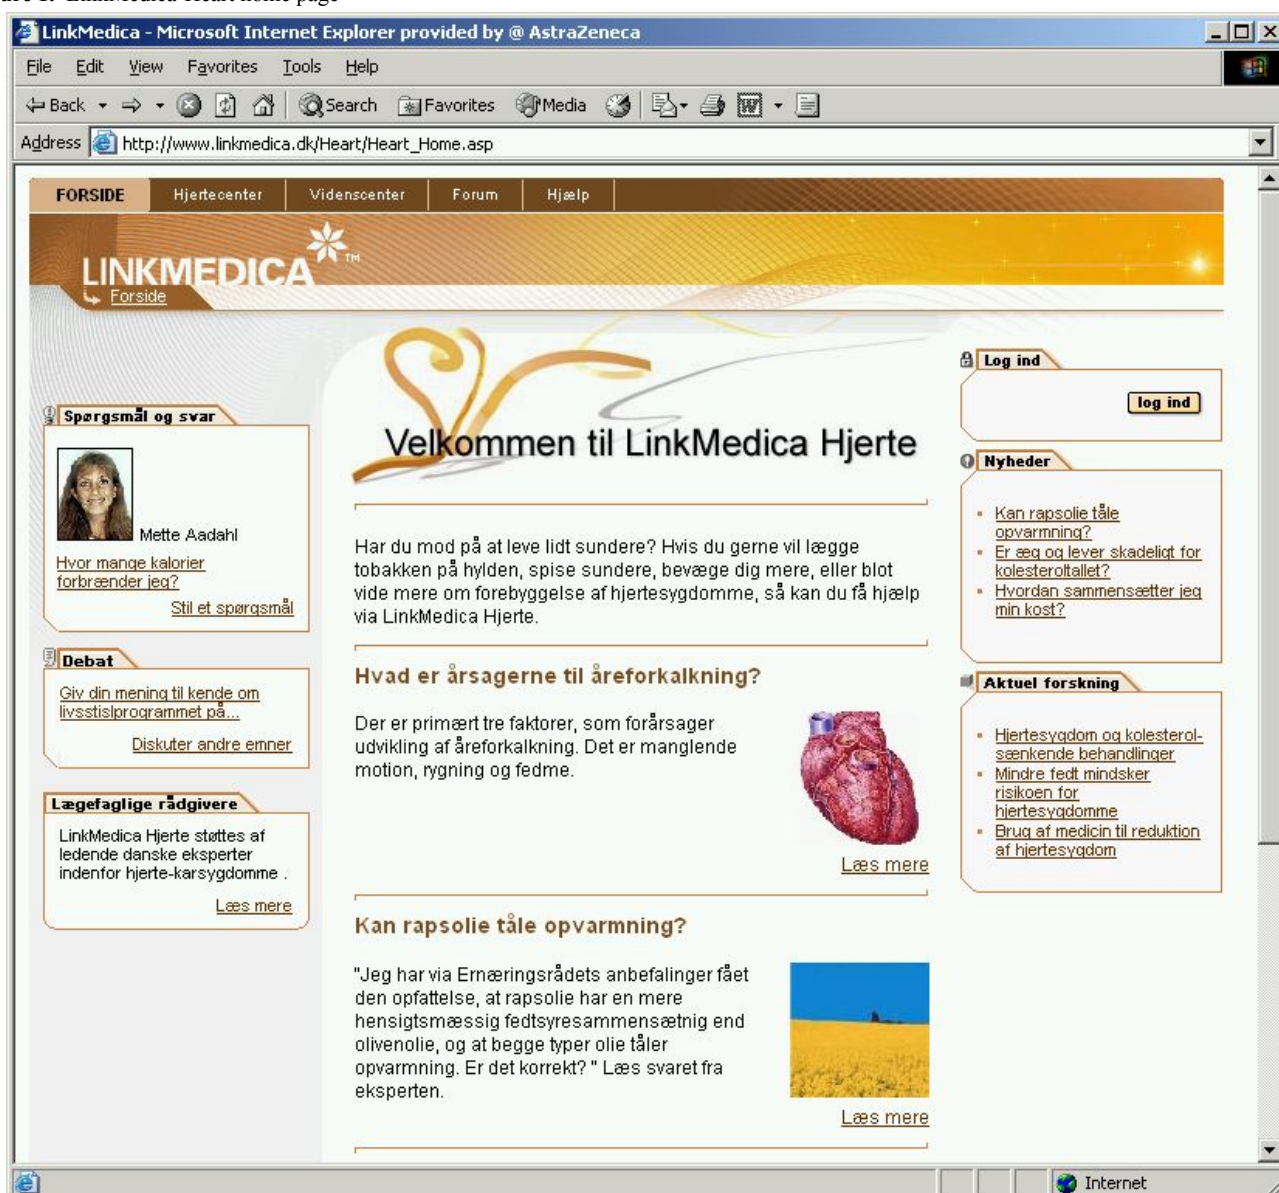 LinkMedica Heart home page
LinkMedica - Microsoft Internet Explorer provided by @ AstraZeneca
File Edit View Favorites Tools Help
Back Search Favorites Media
Address http://www.linkmedica.dk/Heart/Heart_Home.asp
FORSIDE Hjertecenter Videnscenter Forum Hjælp
LINKMEDICA TM
Forside
Spørgsmål og svar
Mette Aadahl
Hvor mange kalorier
forbrænder jeg?
Stil et spørgsmål
Debat
Giv din mening til kende om
livsstislprogrammet på...
Diskuter andre emner
Lægefaglige rådgivere
LinkMedica Hjerte støttes af
ledende danske eksperter
indenfor hjerte-karsygdomme .
Læs mere
Velkommen til LinkMedica Hjerte
Har du mod på at leve lidt sundere? Hvis du gerne vil lægge
tobakken på hylden, spise sundere, bevæge dig mere, eller blot
vide mere om forebyggelse af hjertesygdomme, så kan du få hjælp
via LinkMedica Hjerte.
Hvad er årsagerne til åreforkalkning?
Der er primært tre faktorer, som forårsager
udvikling af åreforkalkning. Det er manglende
motion, rygning og fedme.
Læs mere
Kan rapsolie tåle opvarmning?
"Jeg har via Ernæringsrådets anbefalinger fået
den opfattelse, at rapsolie har en mere
hensigtsmæssig fedtsyresammensætnig end
olivenolie, og at begge typer olie tåler
opvarmning. Er det korrekt? " Læs svaret fra
eksperten.
Læs mere
Log ind
log ind
Nyheder
Kan rapsolie tåle
opvarmning?
Er æg og lever skadeligt for
kolesteroltallet?
Hvordan sammensætter jeg
min kost?
Aktuel forskning
Hjertesygdom og kolesterol-
sænkende behandlinger
Mindre fedt mindsker
risikoen for
hjertesygdomme
Brug af medicin til reduktion
af hjertesygdom
Internet